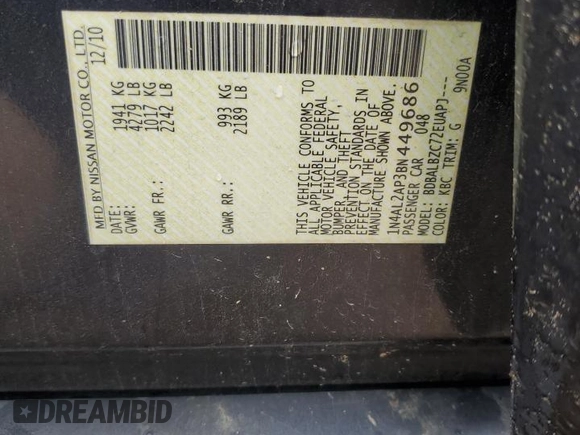 MFD BY NISSAN MOTOR CO., LTD.
12/10
DATE:
GVWR: 1941 KG
4279 LB
GAWR FR: 1017 KG
2242 LB
GAWR RR: 993 KG
2189 LB
THIS VEHICLE CONFORMS TO
ALL APPLICABLE FEDERAL
MOTOR VEHICLE SAFETY,
BUMPER, AND THEFT
PREVENTION STANDARDS IN
EFFECT ON THE DATE OF
MANUFACTURE SHOWN ABOVE.
1N4AL2AP3BN449686
PASSENGER CAR 048
MODEL: BDBALBZC72EUAPJ----
COLOR: KBC TRIM: G 9N00A
DREAMBID